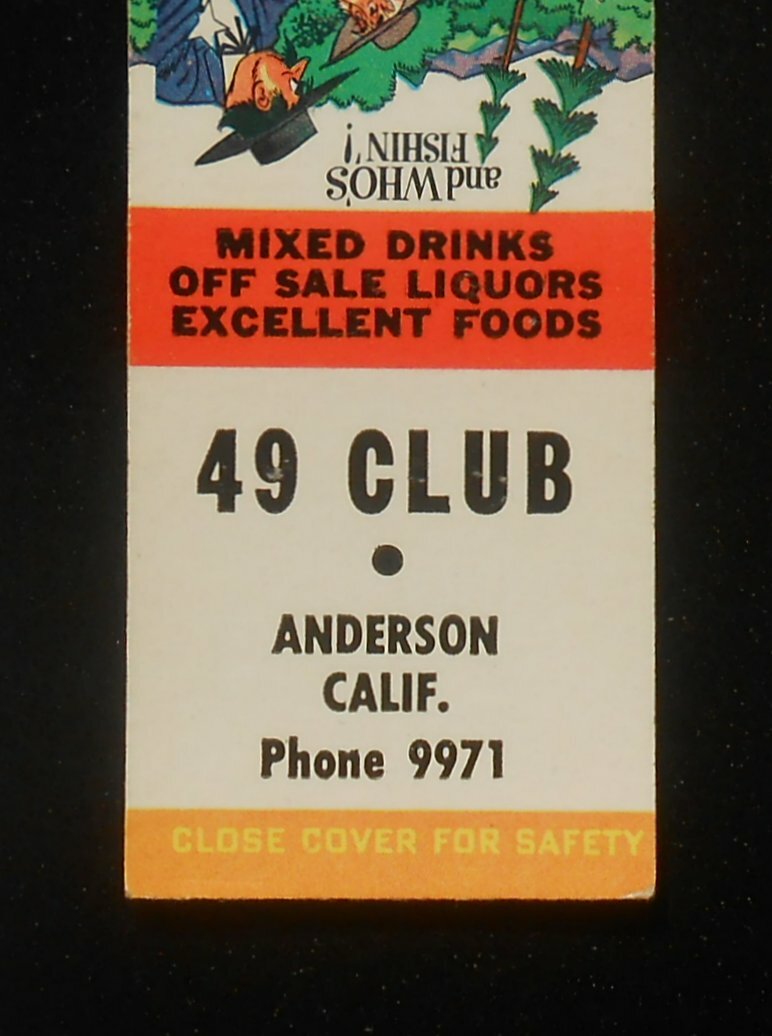 and WHO'S
FISHIN'!
MIXED DRINKS
OFF SALE LIQUORS
EXCELLENT FOODS
49 CLUB
ANDERSON
CALIF.
Phone 9971
CLOSE COVER FOR SAFETY